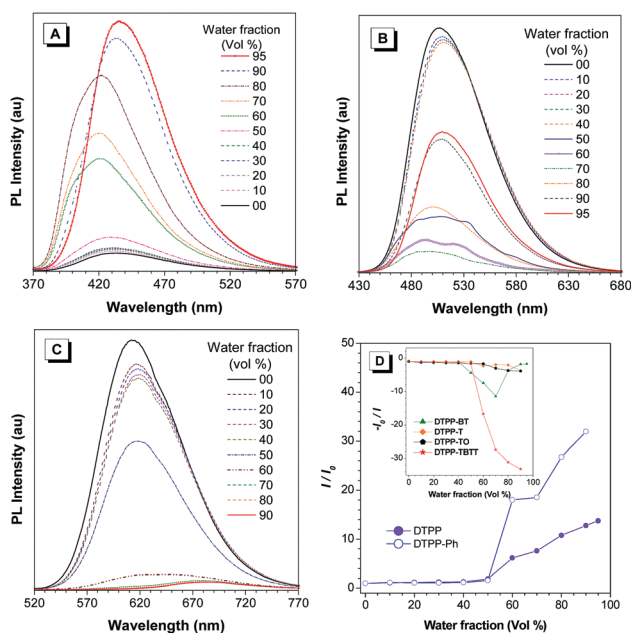 A
Water fraction
(Vol %)
95
90
80
70
60
50
40
30
20
10
00
PL Intensity (au)
370 420 470 520 570
Wavelength (nm)
B
Water fraction
(Vol %)
00
10
20
30
40
50
60
70
80
90
95
PL Intensity (au)
430 480 530 580 630 680
Wavelength (nm)
C
Water fraction
(vol %)
00
10
20
30
40
50
60
70
80
90
PL Intensity (au)
520 570 620 670 720 770
Wavelength (nm)
D
50
40
30
20
10
0
I / I0
0 20 40 60 80 100
Water fraction (Vol %)
DTPP
DTPP-Ph
0
-10
-20
-30
-I0 / I
DTPP-BT
DTPP-T
DTPP-TO
DTPP-TBTT
0 20 40 60 80 100
Water fraction (Vol %)